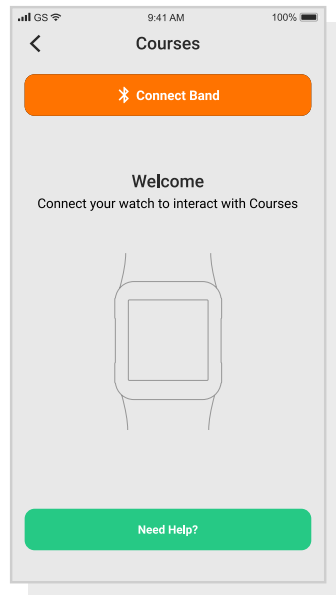 GS 9:41 AM 100%
Courses
Connect Band
Welcome
Connect your watch to interact with Courses
Need Help?